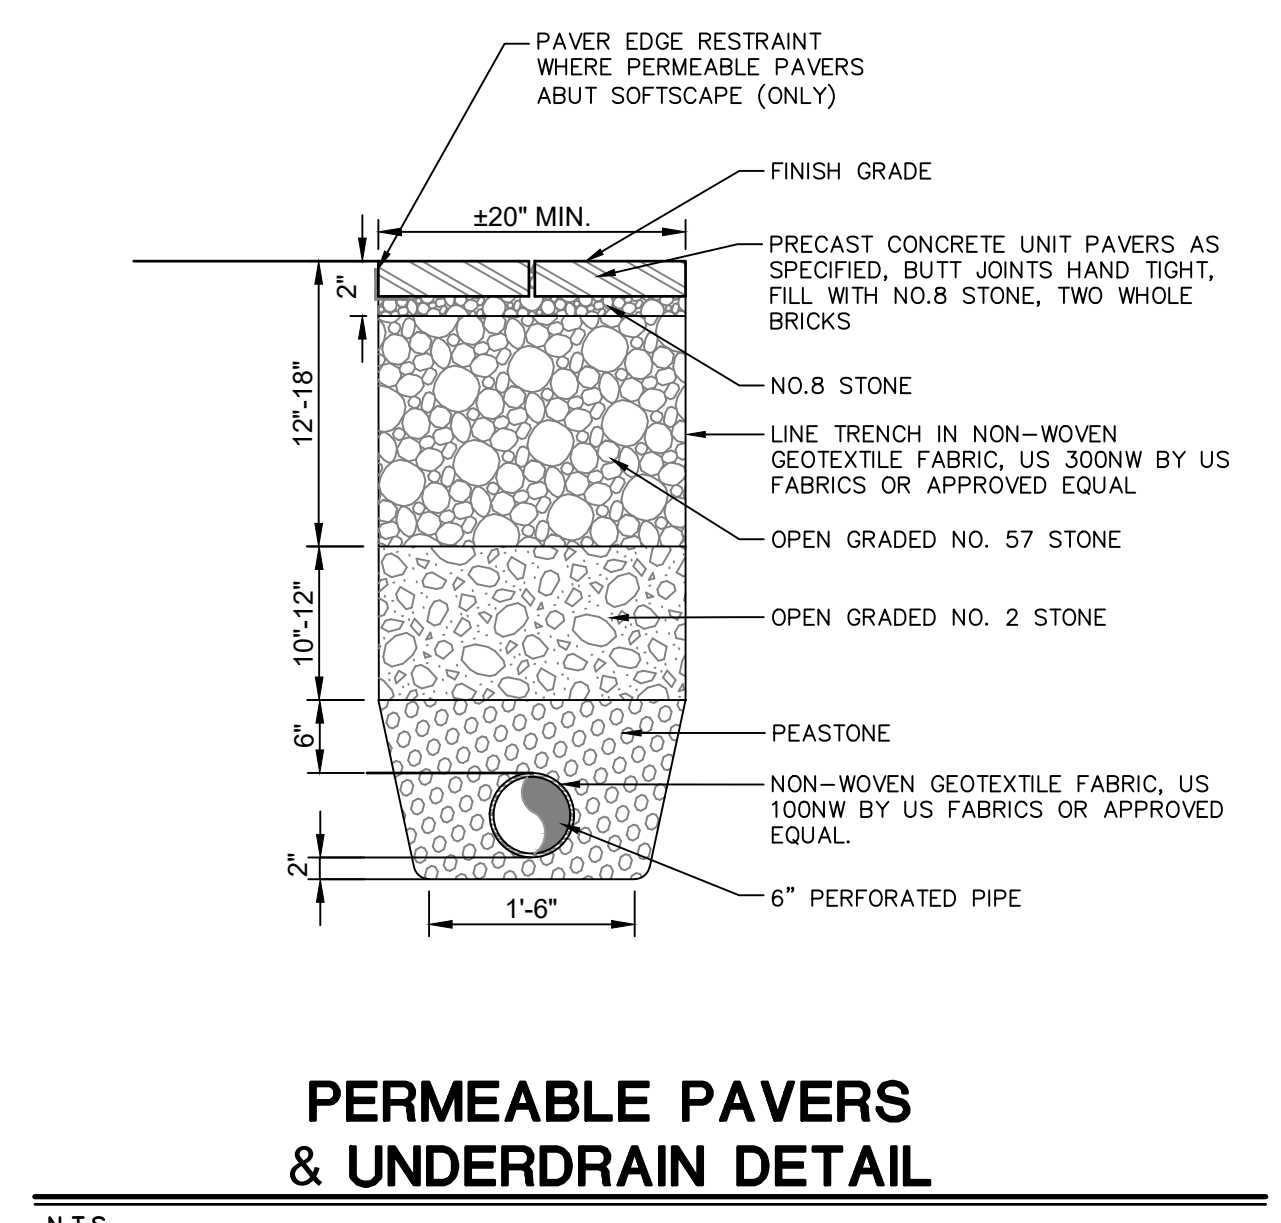 PAVER EDGE RESTRAINT
WHERE PERMEABLE PAVERS
ABUT SOFTSCAPE (ONLY)
FINISH GRADE
±20" MIN.
PRECAST CONCRETE UNIT PAVERS AS
SPECIFIED, BUTT JOINTS HAND TIGHT,
FILL WITH NO.8 STONE, TWO WHOLE
BRICKS
2"
NO.8 STONE
12"-18"
LINE TRENCH IN NON-WOVEN
GEOTEXTILE FABRIC, US 300NW BY US
FABRICS OR APPROVED EQUAL
OPEN GRADED NO. 57 STONE
10"-12"
OPEN GRADED NO. 2 STONE
6"
PEASTONE
NON-WOVEN GEOTEXTILE FABRIC, US
100NW BY US FABRICS OR APPROVED
EQUAL.
2"
6” PERFORATED PIPE
1'-6"
PERMEABLE PAVERS
& UNDERDRAIN DETAIL
N.T.S.